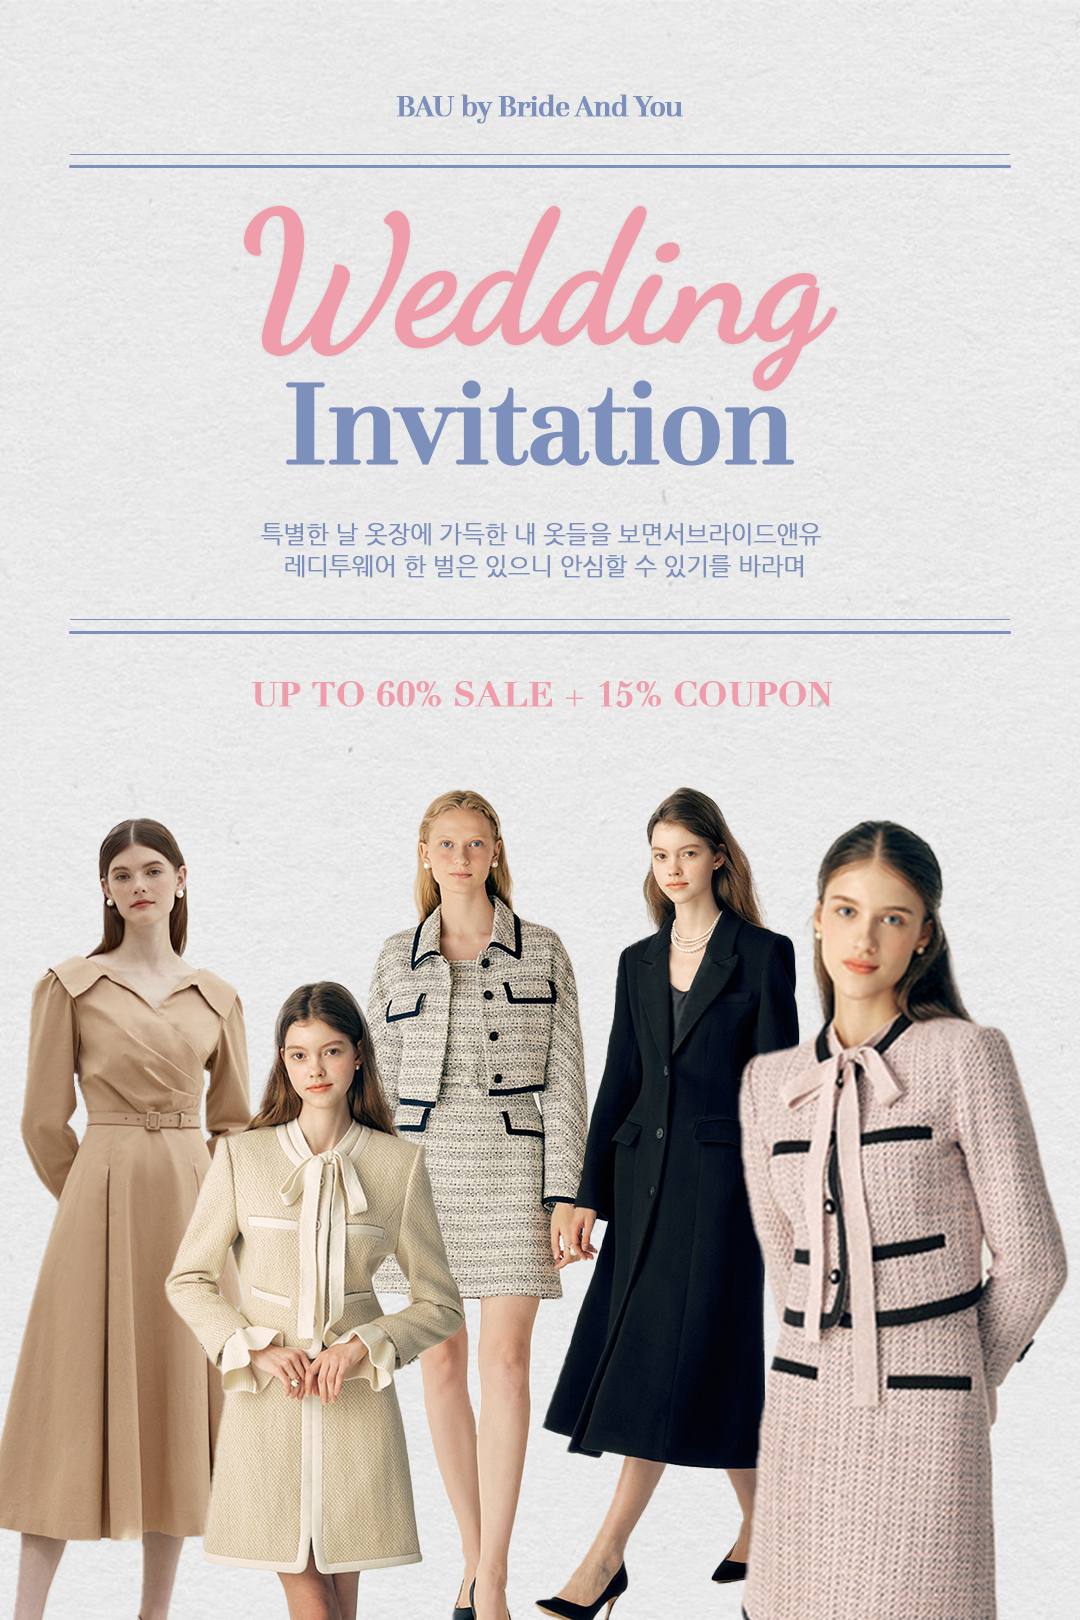 BAU by Bride And You
Wedding
Invitation
특별한 날 옷장에 가득한 내 옷들을 보면서브라이드앤유
레디투웨어 한 벌은 있으니 안심할 수 있기를 바라며
UP TO 60% SALE + 15% COUPON